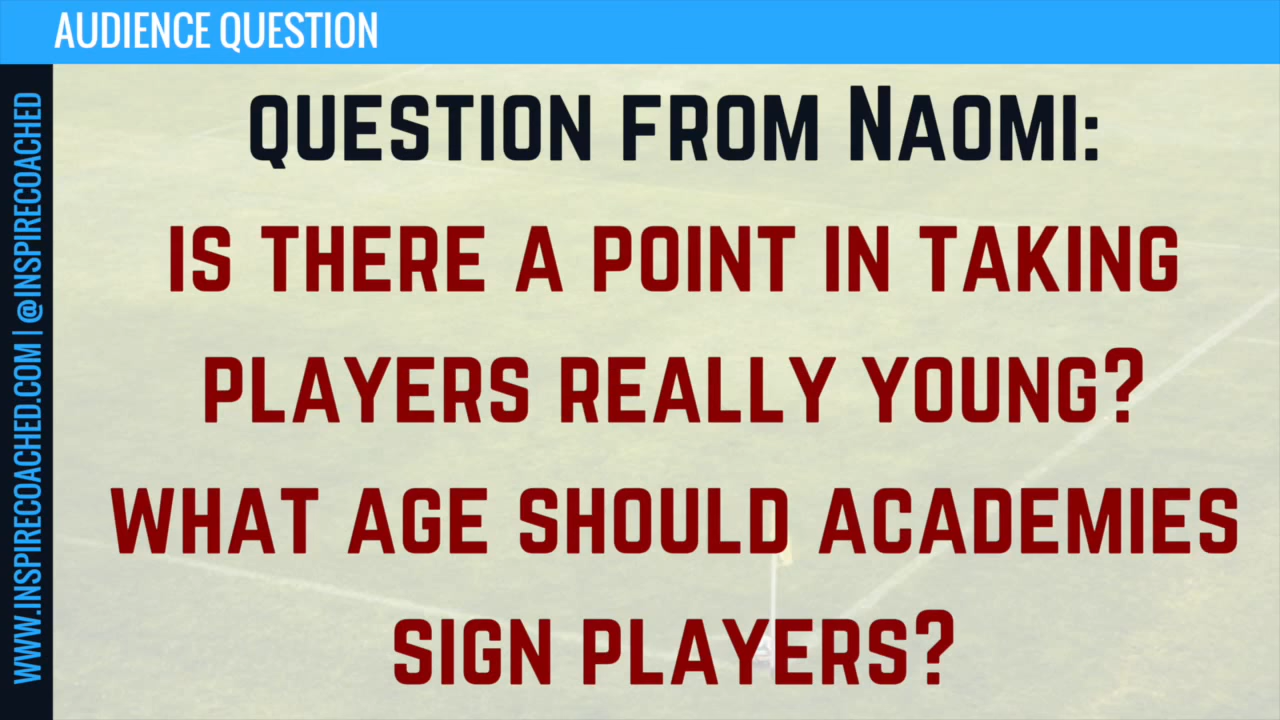 AUDIENCE QUESTION
WWW.INSPIRECOACHED.COM | @INSPIRECOACHED
QUESTION FROM NAOMI:
IS THERE A POINT IN TAKING
PLAYERS REALLY YOUNG?
WHAT AGE SHOULD ACADEMIES
SIGN PLAYERS?